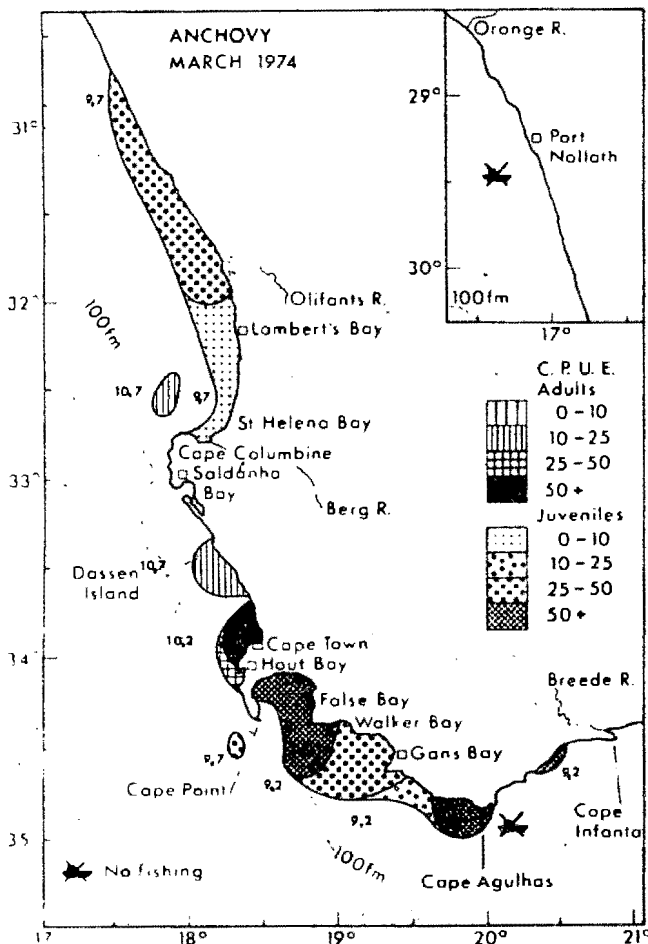 ANCHOVY
MARCH 1974
Orange R.
29°
Port
Nolloth
30°
100fm
17°
9,7
31°
32°
Olifants R.
Lambert's Bay
100fm
10,7
9,7
St Helena Bay
Cape Columbine
Saldanha
Bay
33°
Berg R.
C. P. U. E.
Adults
0-10
10-25
25-50
50+
Juveniles
0-10
10-25
25-50
50+
Dassen
Island
10,2
10,2
Cape Town
Hout Bay
34°
False Bay
Walker Bay
Gans Bay
Breede R.
9,7
Cape Point
9,2
9,2
9,2
Cape
Infanta
35°
100fm
No fishing
Cape Agulhas
17
18°
19°
20°
21°